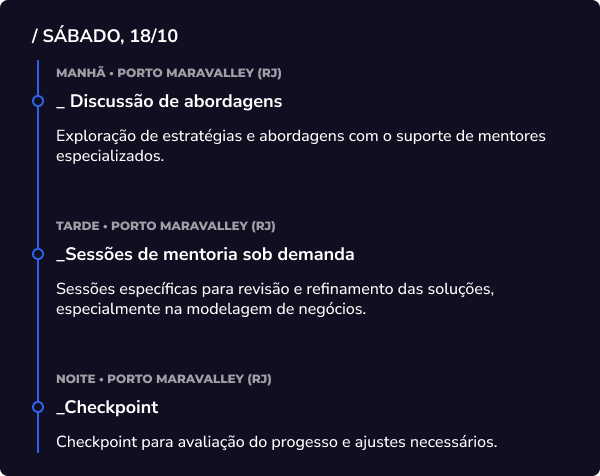 / SÁBADO, 18/10
MANHÃ • PORTO MARAVALLEY (RJ)
_ Discussão de abordagens
Exploração de estratégias e abordagens com o suporte de mentores
especializados.
TARDE • PORTO MARAVALLEY (RJ)
_Sessões de mentoria sob demanda
Sessões específicas para revisão e refinamento das soluções,
especialmente na modelagem de negócios.
NOITE • PORTO MARAVALLEY (RJ)
_Checkpoint
Checkpoint para avaliação do progesso e ajustes necessários.